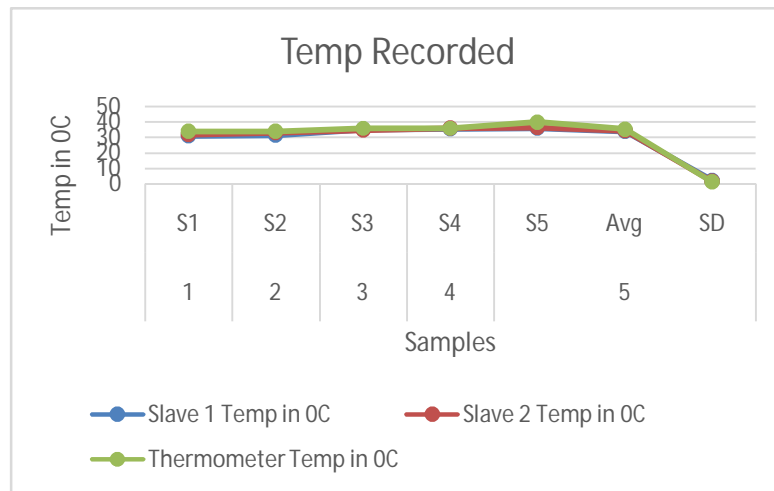 Temp Recorded
Temp in 0C
50
40
30
20
10
0
S1 S2 S3 S4 S5 Avg SD
1 2 3 4 5
Samples
Slave 1 Temp in 0C Slave 2 Temp in 0C
Thermometer Temp in 0C